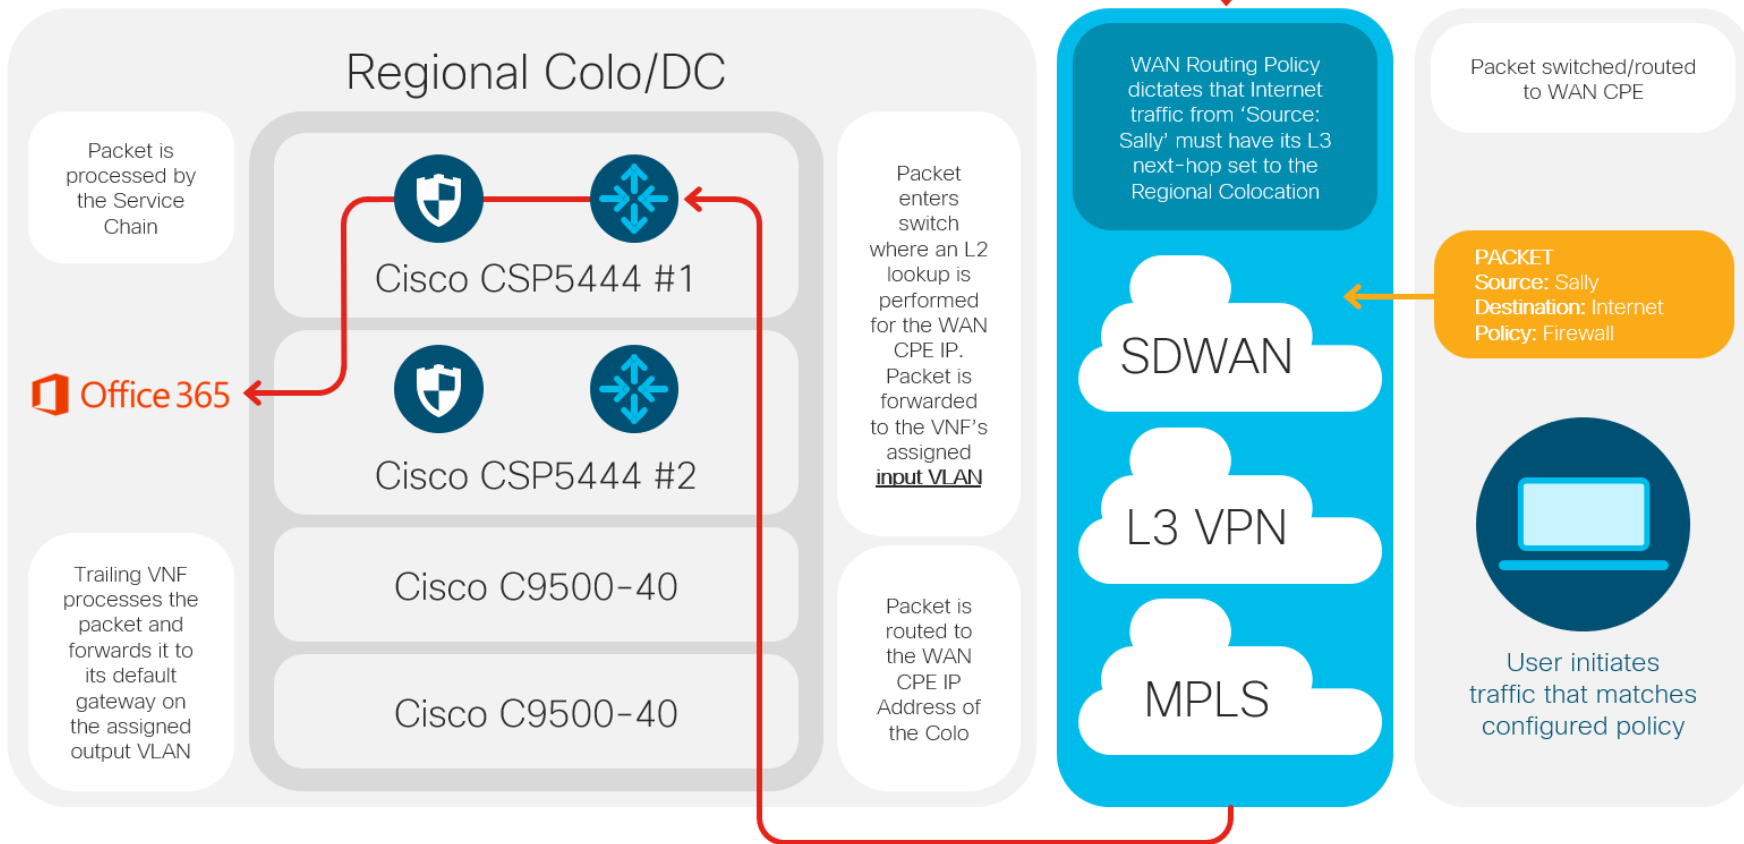 Regional Colo/DC
Packet is
processed by
the Service
Chain
Cisco CSP5444 #1
Office 365
Cisco CSP5444 #2
Trailing VNF
processes the
packet and
forwards it to
its default
gateway on
the assigned
output VLAN
Cisco C9500-40
Cisco C9500-40
Packet
enters
switch
where an L2
lookup is
performed
for the WAN
CPE IP.
Packet is
forwarded
to the VNF's
assigned
input VLAN
Packet is
routed to
the WAN
CPE IP
Address of
the Colo
WAN Routing Policy
dictates that Internet
traffic from 'Source:
Sally' must have its L3
next-hop set to the
Regional Colocation
SDWAN
L3 VPN
MPLS
Packet switched/routed
to WAN CPE
PACKET
Source: Sally
Destination: Internet
Policy: Firewall
User initiates
traffic that matches
configured policy